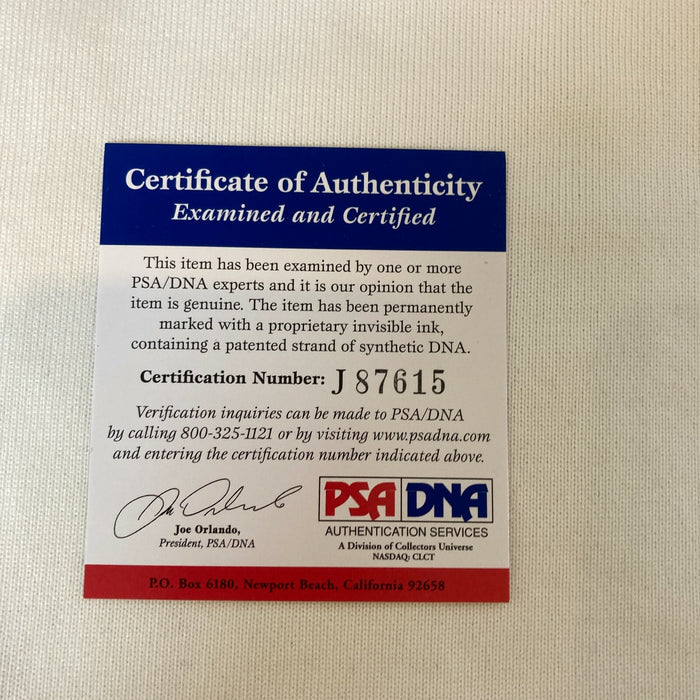 Certificate of Authenticity
Examined and Certified
This item has been examined by one or more
PSA/DNA experts and it is our opinion that the
item is genuine. The item has been permanently
marked with a proprietary invisible ink,
containing a patented strand of synthetic DNA.
Certification Number: J 87615
Verification inquiries can be made to PSA/DNA
by calling 800-325-1121 or by visiting www.psadna.com
and entering the certification number indicated above.
Joe Orlando,
President, PSA/DNA
PSA DNA
AUTHENTICATION SERVICES
A Division of Collectors Universe
NASDAQ: CLCT
P.O. Box 6180, Newport Beach, California 92658